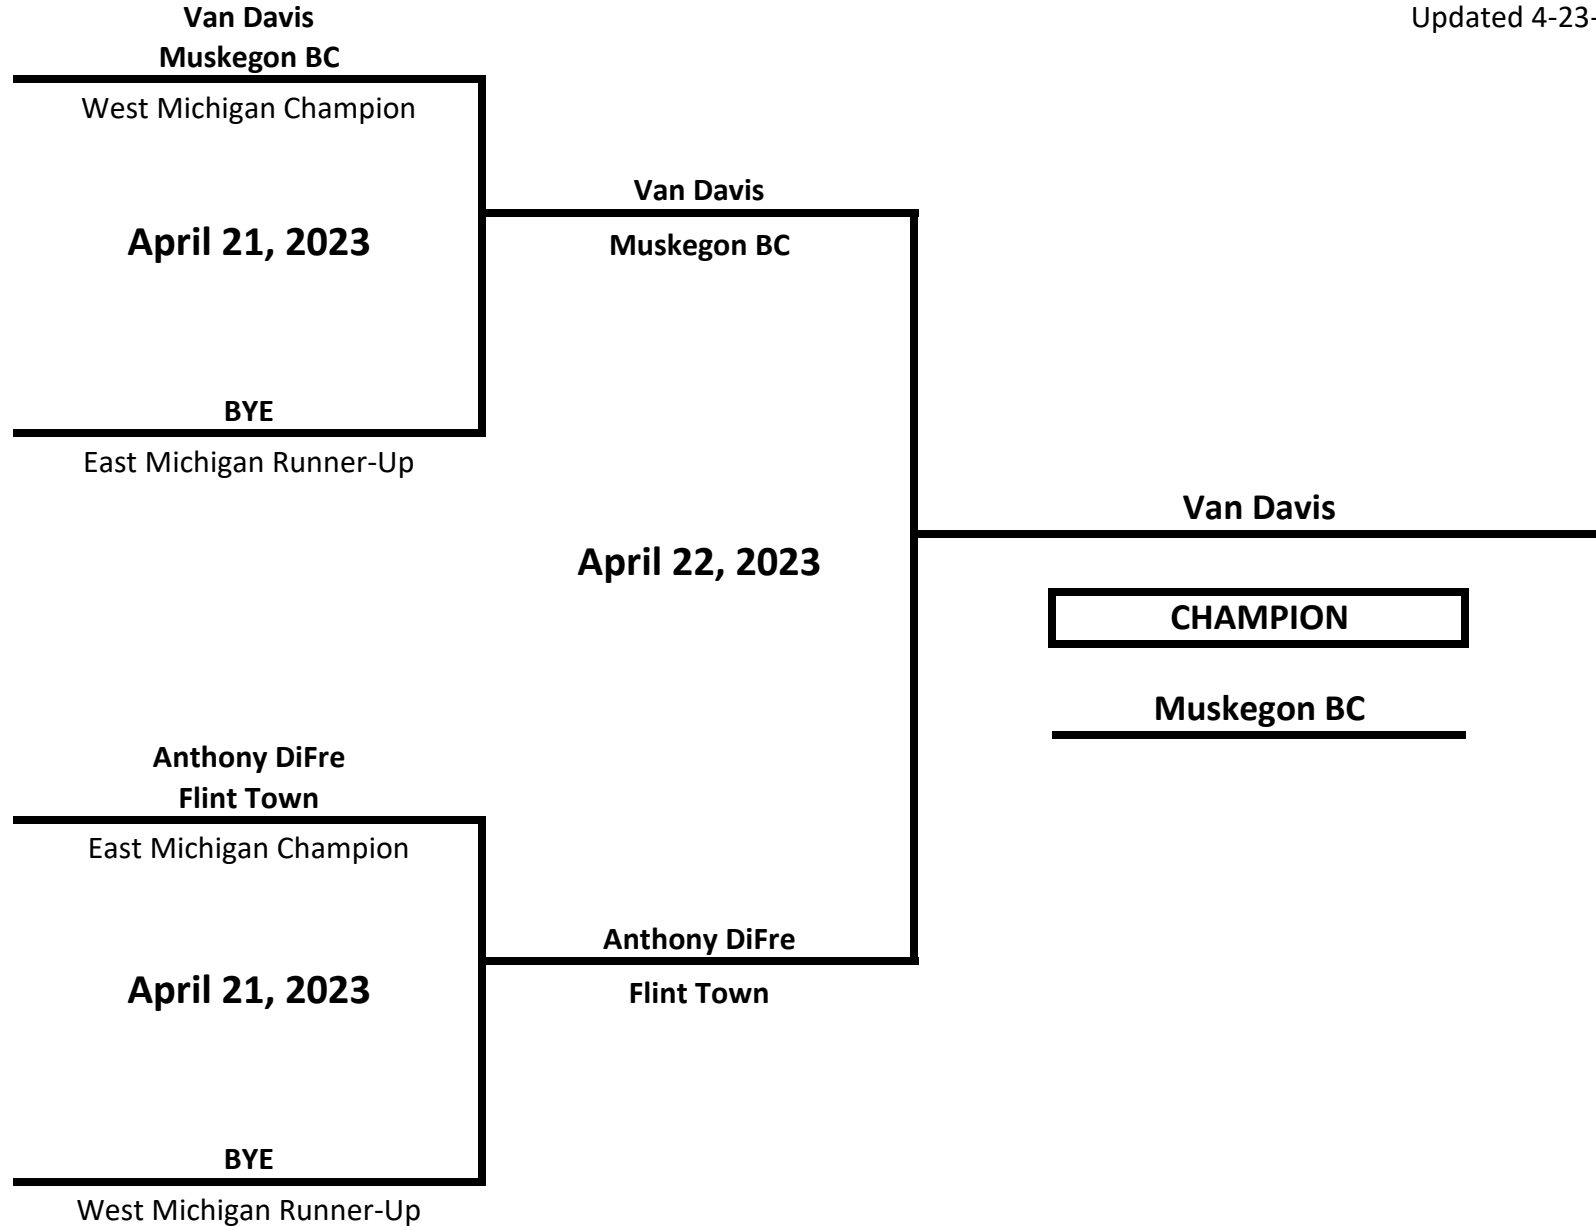 Van Davis
Updated 4-23-
Muskegon BC
West Michigan Champion
Van Davis
April 21, 2023
Muskegon BC
BYE
East Michigan Runner-Up
Van Davis
April 22, 2023
CHAMPION
Muskegon BC
Anthony DiFre
Flint Town
East Michigan Champion
Anthony DiFre
April 21, 2023
Flint Town
BYE
West Michigan Runner-Up